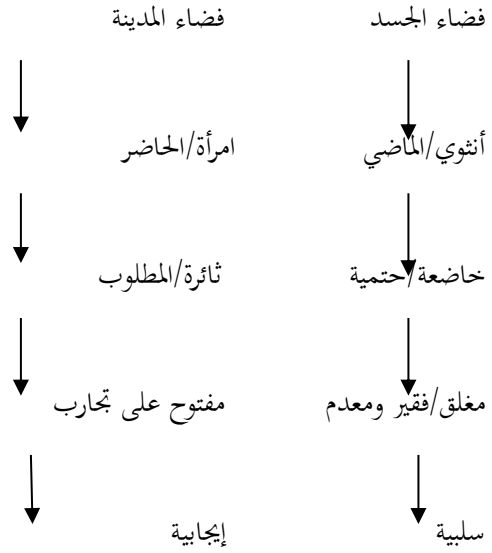 فضاء الجسد فضاء المدينة
أنثوي/الماضي امرأة/الحاضر
خاضعة/حتمية ثائرة/المطلوب
مغلق/فقير ومعدم مفتوح على تجارب
سلبية إيجابية